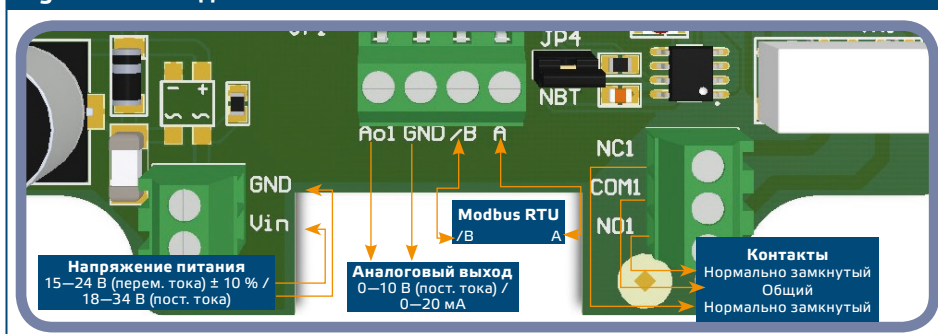 JP4
NBT
Ao1 GND /B A
NC1
COM1
NO1
GND
Vin
Modbus RTU
/B A
Напряжение питания
15—24 В (перем. тока) ± 10 % /
18—34 В (пост. тока)
Аналоговый выход
0—10 В (пост. тока) /
0—20 мА
Контакты
Нормально замкнутый
Общий
Нормально замкнутый